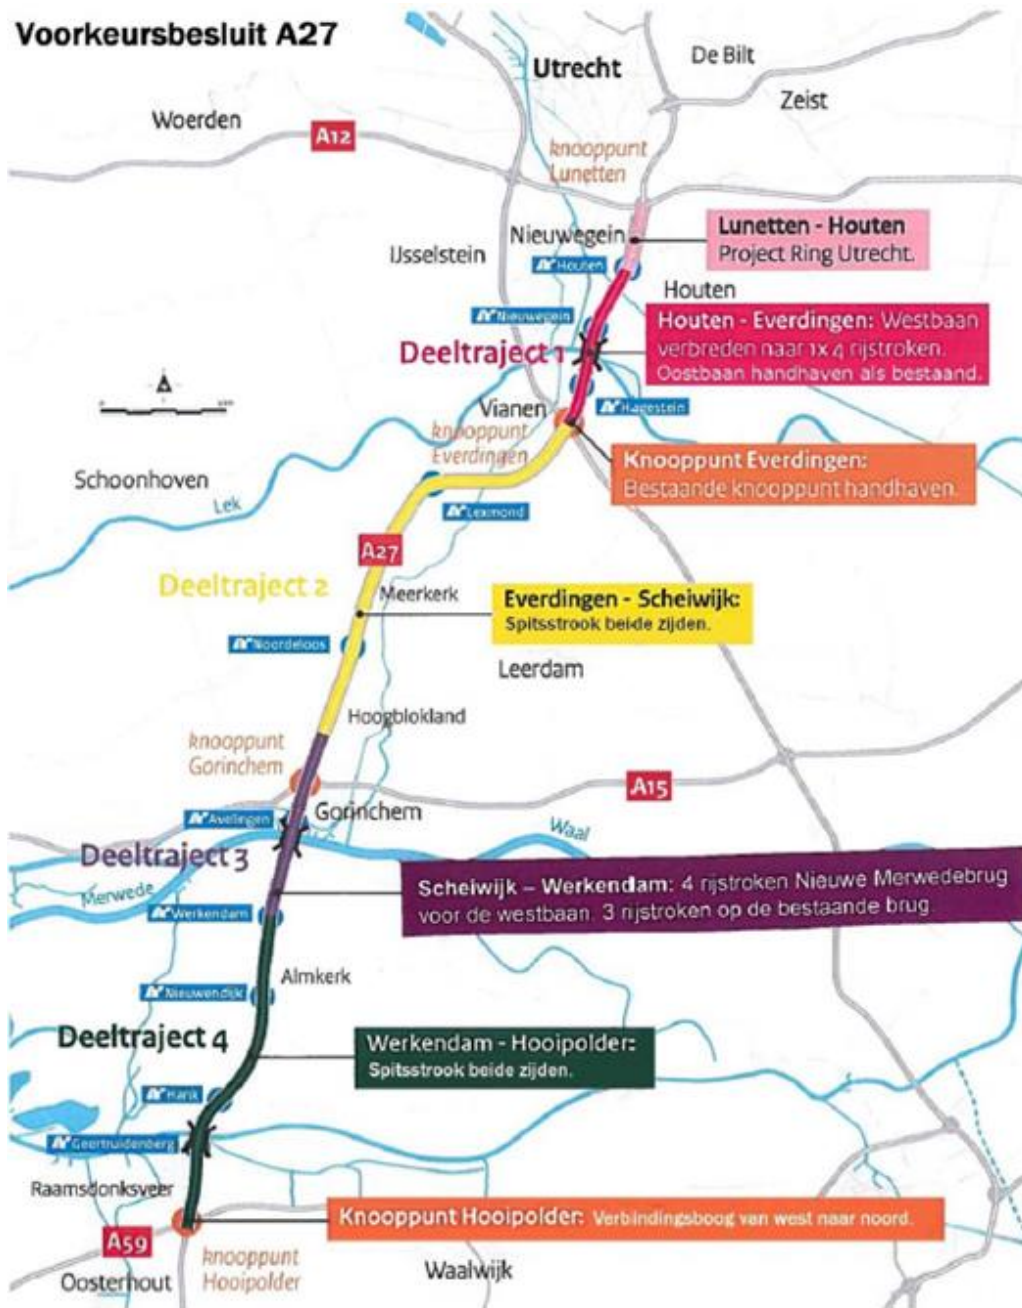 Voorkeursbesluit A27
Utrecht
De Bilt
Zeist
Woerden
A12
knooppunt
Lunetten
Nieuwegein
Lunetten - Houten
Project Ring Utrecht.
IJsselstein
Houten
Houten
Nieuwegein
Houten - Everdingen: Westbaan
verbreden naar 1x 4 rijstroken.
Oostbaan handhaven als bestaand.
Deeltraject 1
Hagestein
Vianen
knooppunt
Everdingen
Knooppunt Everdingen:
Bestaande knooppunt handhaven.
Schoonhoven
Lek
Lexmond
A27
Deeltraject 2
Meerkerk
Everdingen - Scheiwijk:
Spitsstrook beide zijden.
Noordeloos
Leerdam
Hoogblokland
knooppunt
Gorinchem
A15
Avelingen
Gorinchem
Waal
Deeltraject 3
Merwede
Scheiwijk – Werkendam: 4 rijstroken Nieuwe Merwedebrug
voor de westbaan. 3 rijstroken op de bestaande brug
Werkendam
Almkerk
Nieuwendijk
Deeltraject 4
Werkendam - Hooipolder:
Spitsstrook beide zijden.
Hank
Geertruidenberg
Raamsdonksveer
Knooppunt Hooipolder: Verbindingsboog van west naar noord.
A59
knooppunt
Hooipolder
Oosterhout
Waalwijk